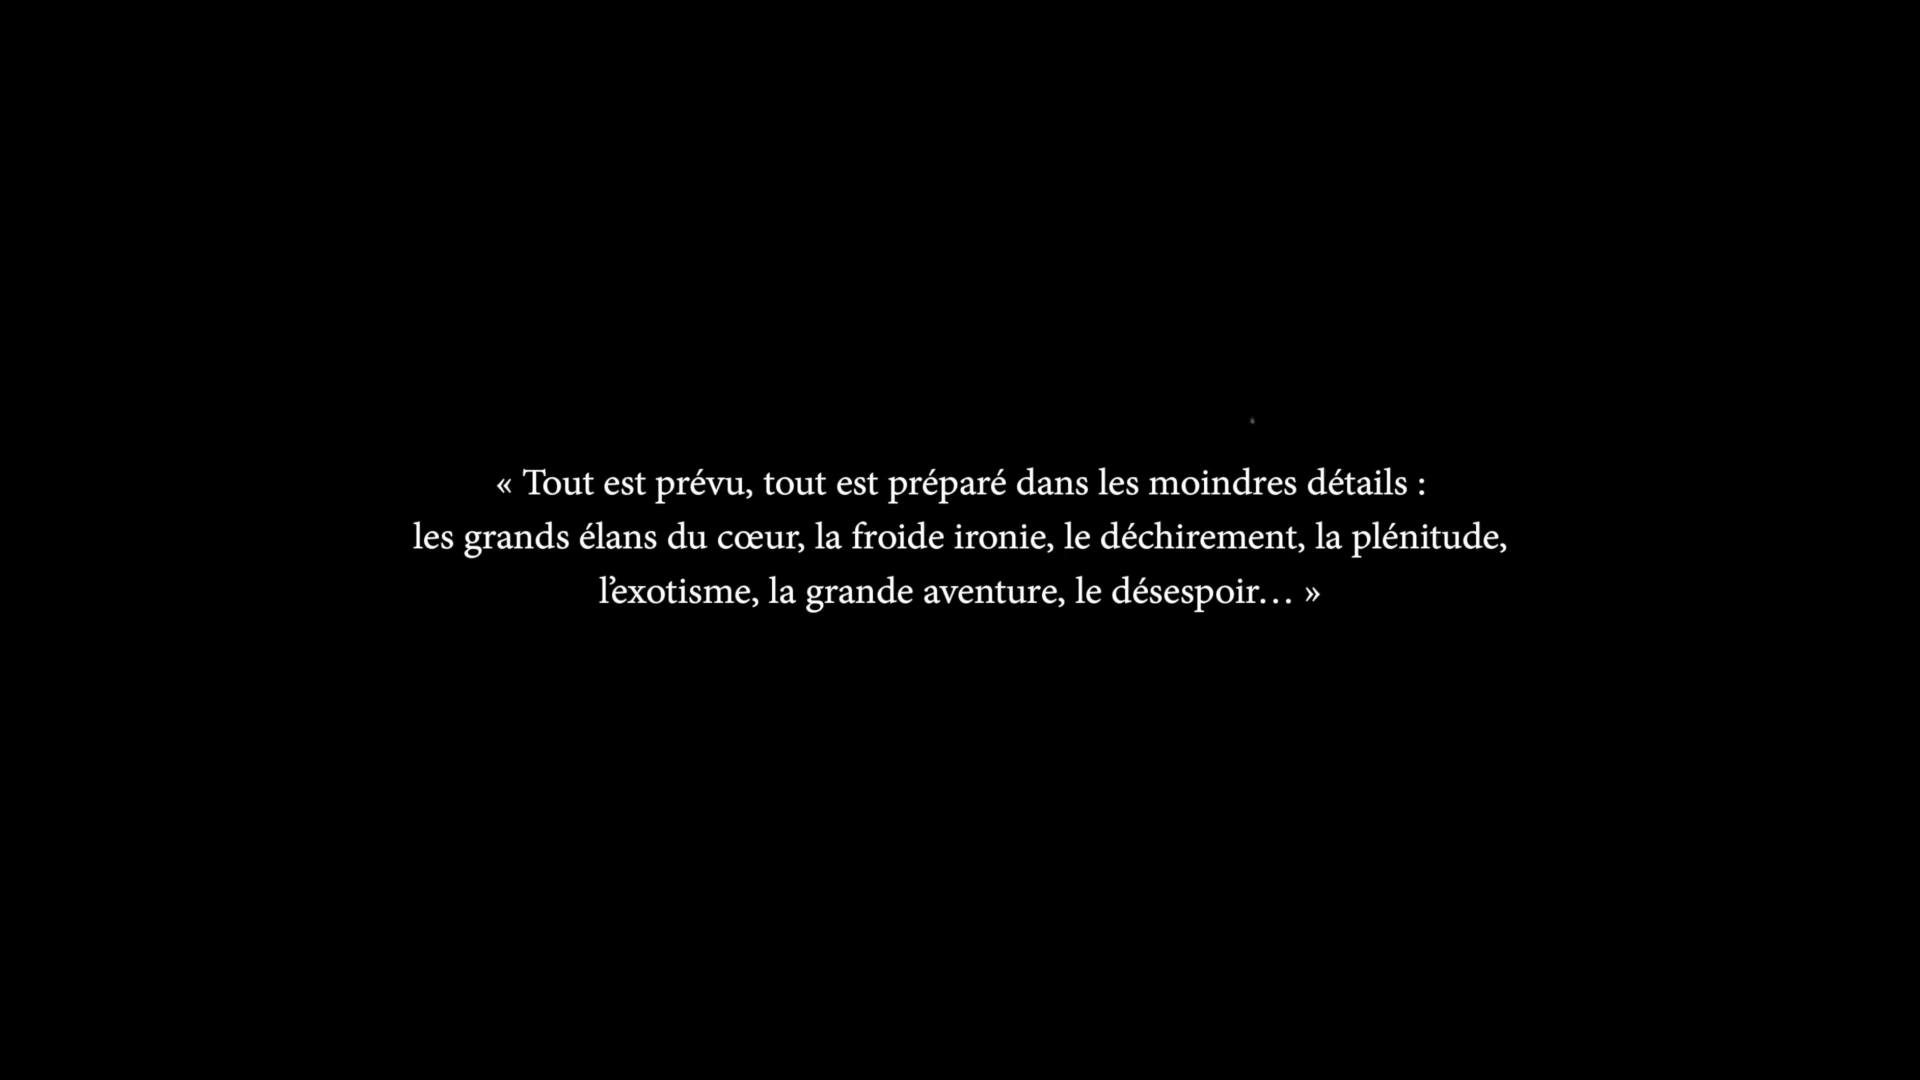 « Tout est prévu, tout est préparé dans les moindres détails :
les grands élans du cœur, la froide ironie, le déchirement, la plénitude,
l’exotisme, la grande aventure, le désespoir… »